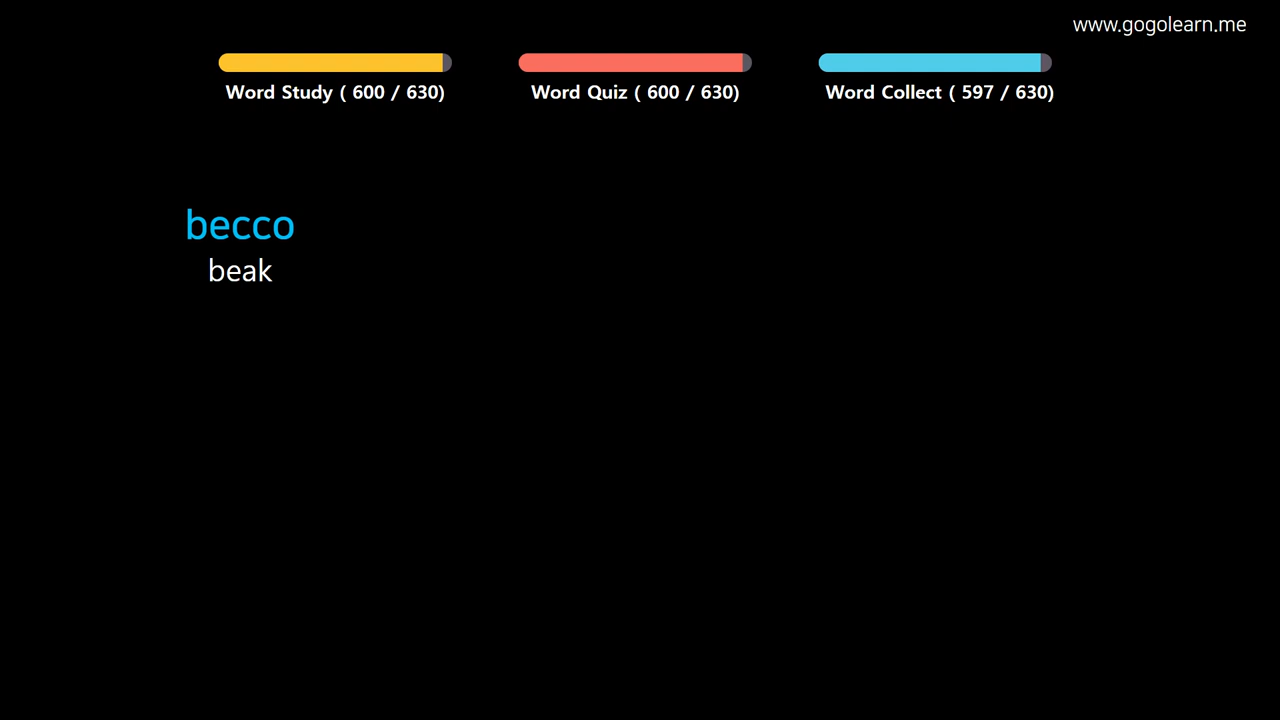 www.gogolearn.me
Word Study ( 600 / 630)
Word Quiz ( 600 / 630)
Word Collect ( 597 / 630)
becco
beak